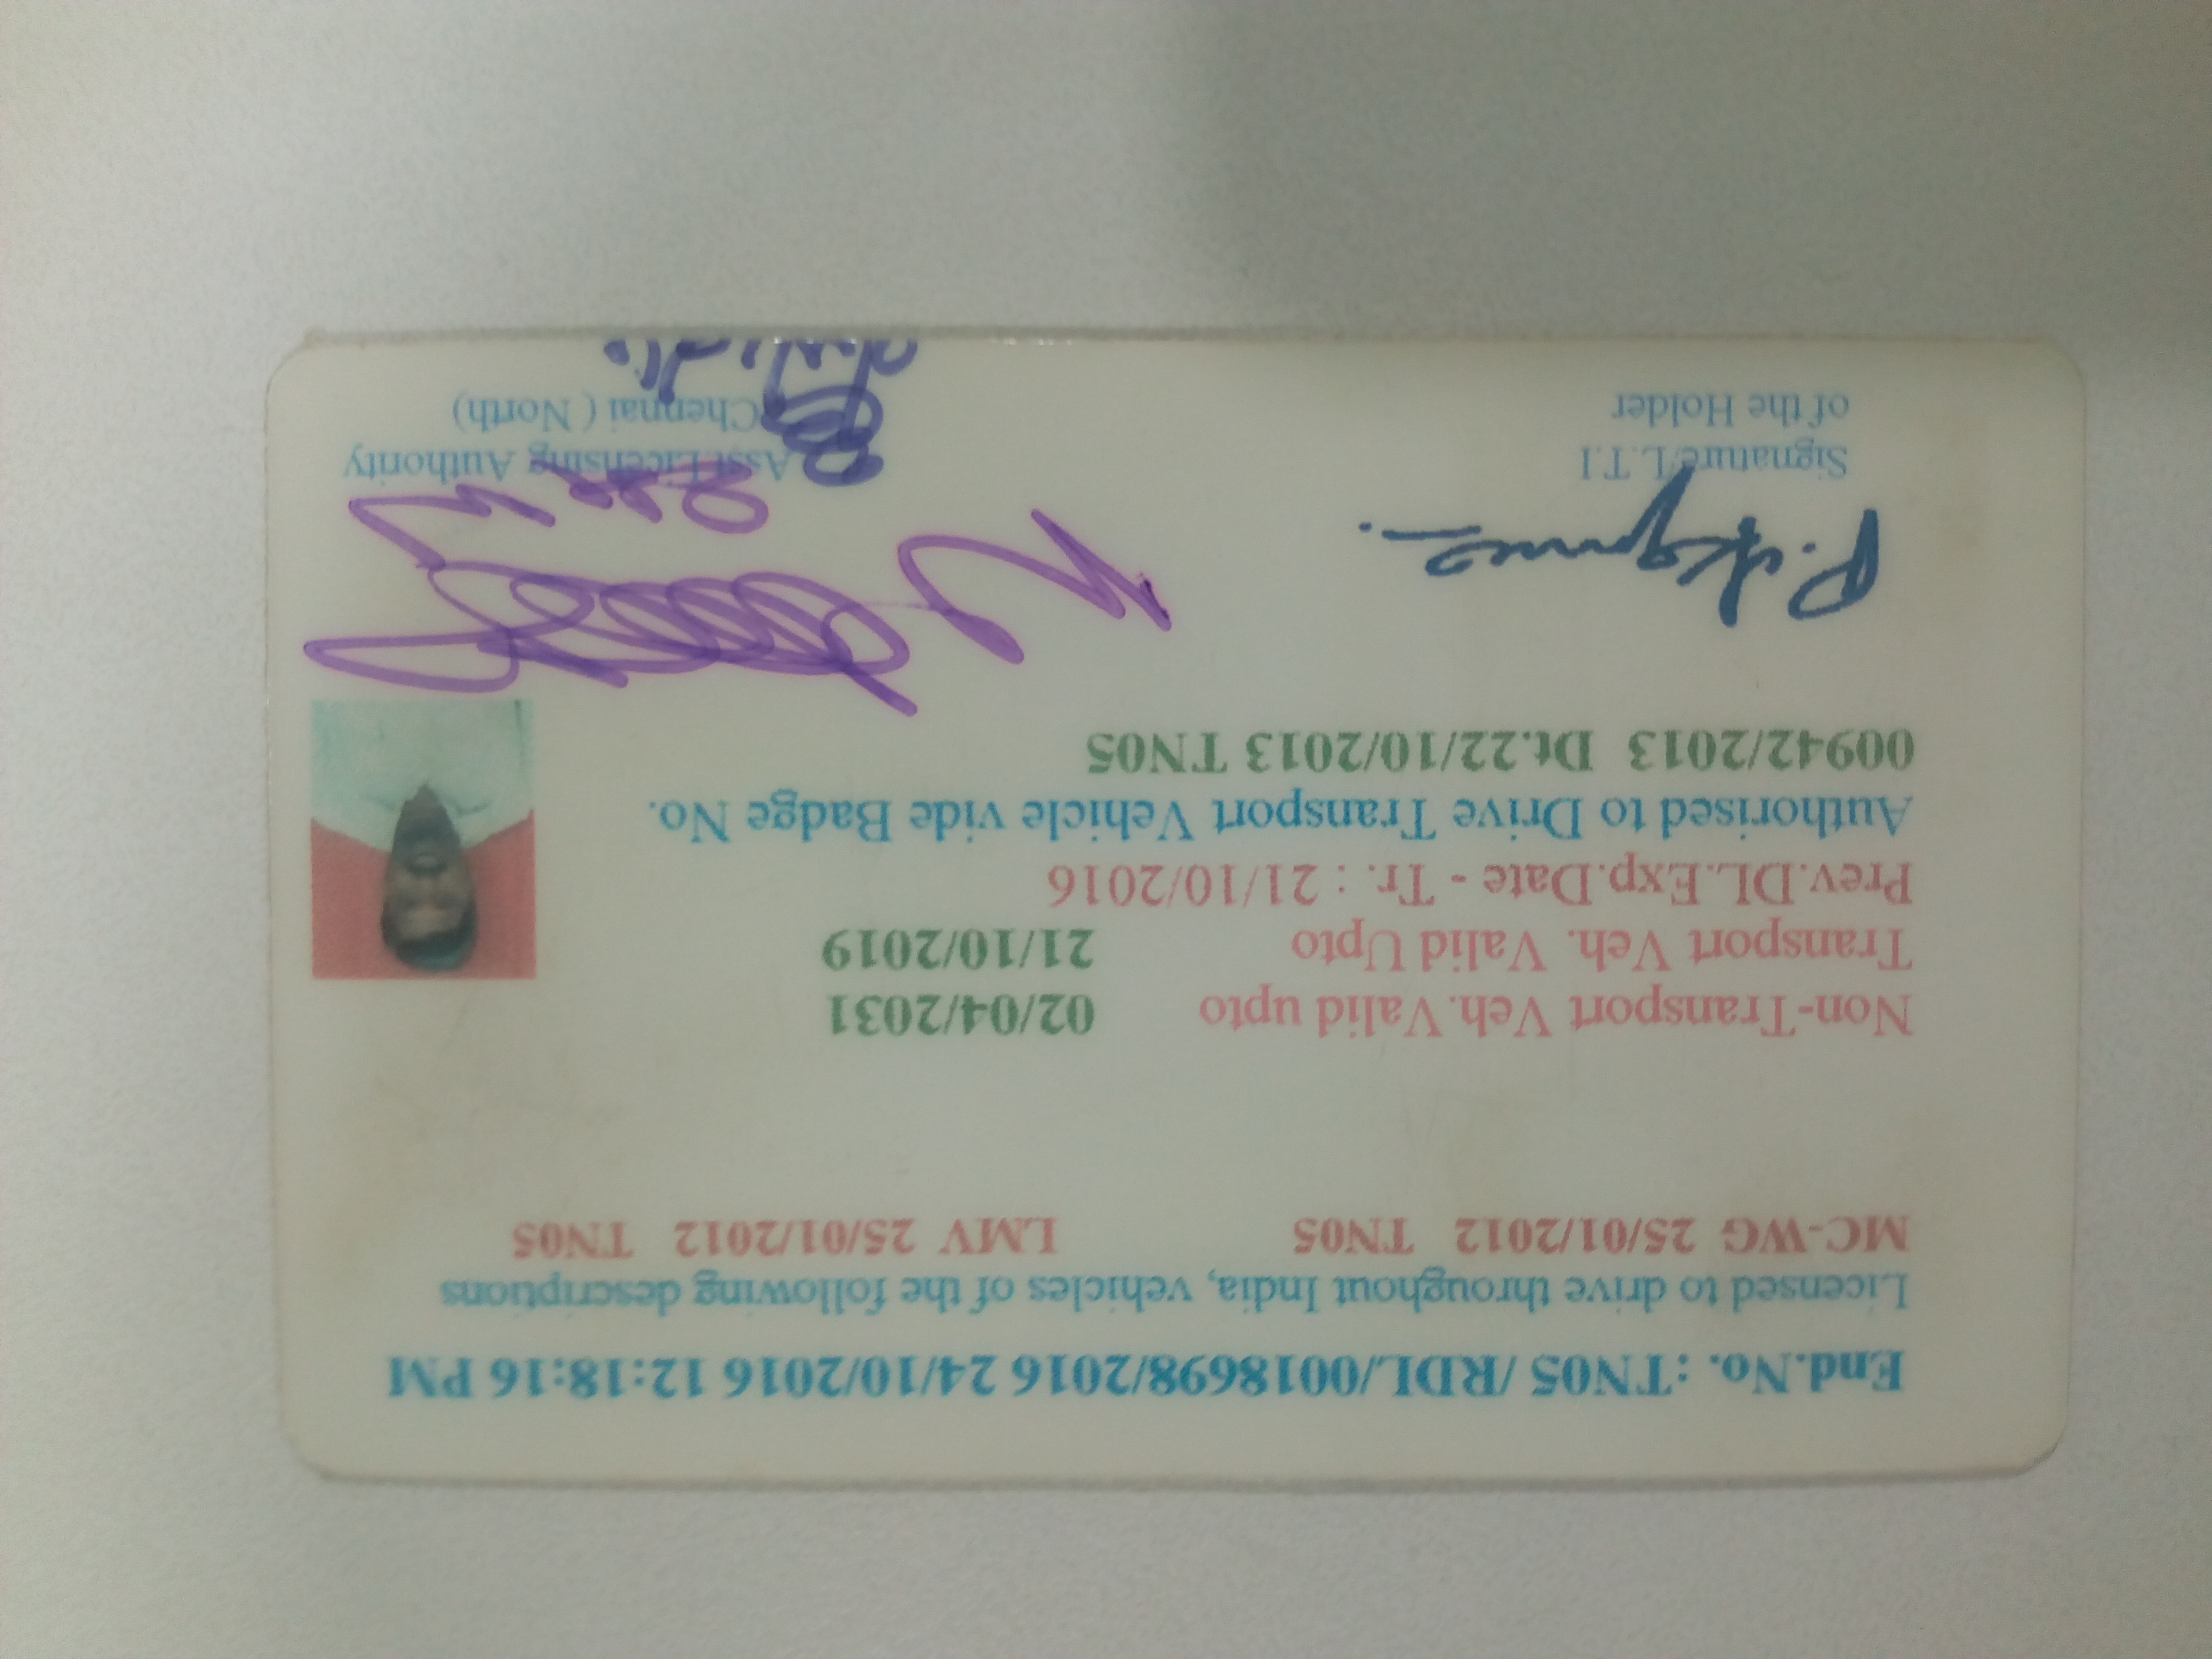 End.No. : TN05 /RDL/0018698/2016 24/10/2016 12:18:16 PM
Licensed to drive throughout India, vehicles of the following descriptions
MC-WG 25/01/2012 TN05 LMV 25/01/2012 TN05
Non-Transport Veh.Valid upto 02/04/2031
Transport Veh. Valid Upto 21/10/2019
Prev.DL.Exp.Date - Tr. : 21/10/2016
Authorised to Drive Transport Vehicle vide Badge No.
00942/2013 Dt.22/10/2013 TN05
Signature/L.T.I
of the Holder
Asst Licensing Authority
Chennai ( North)